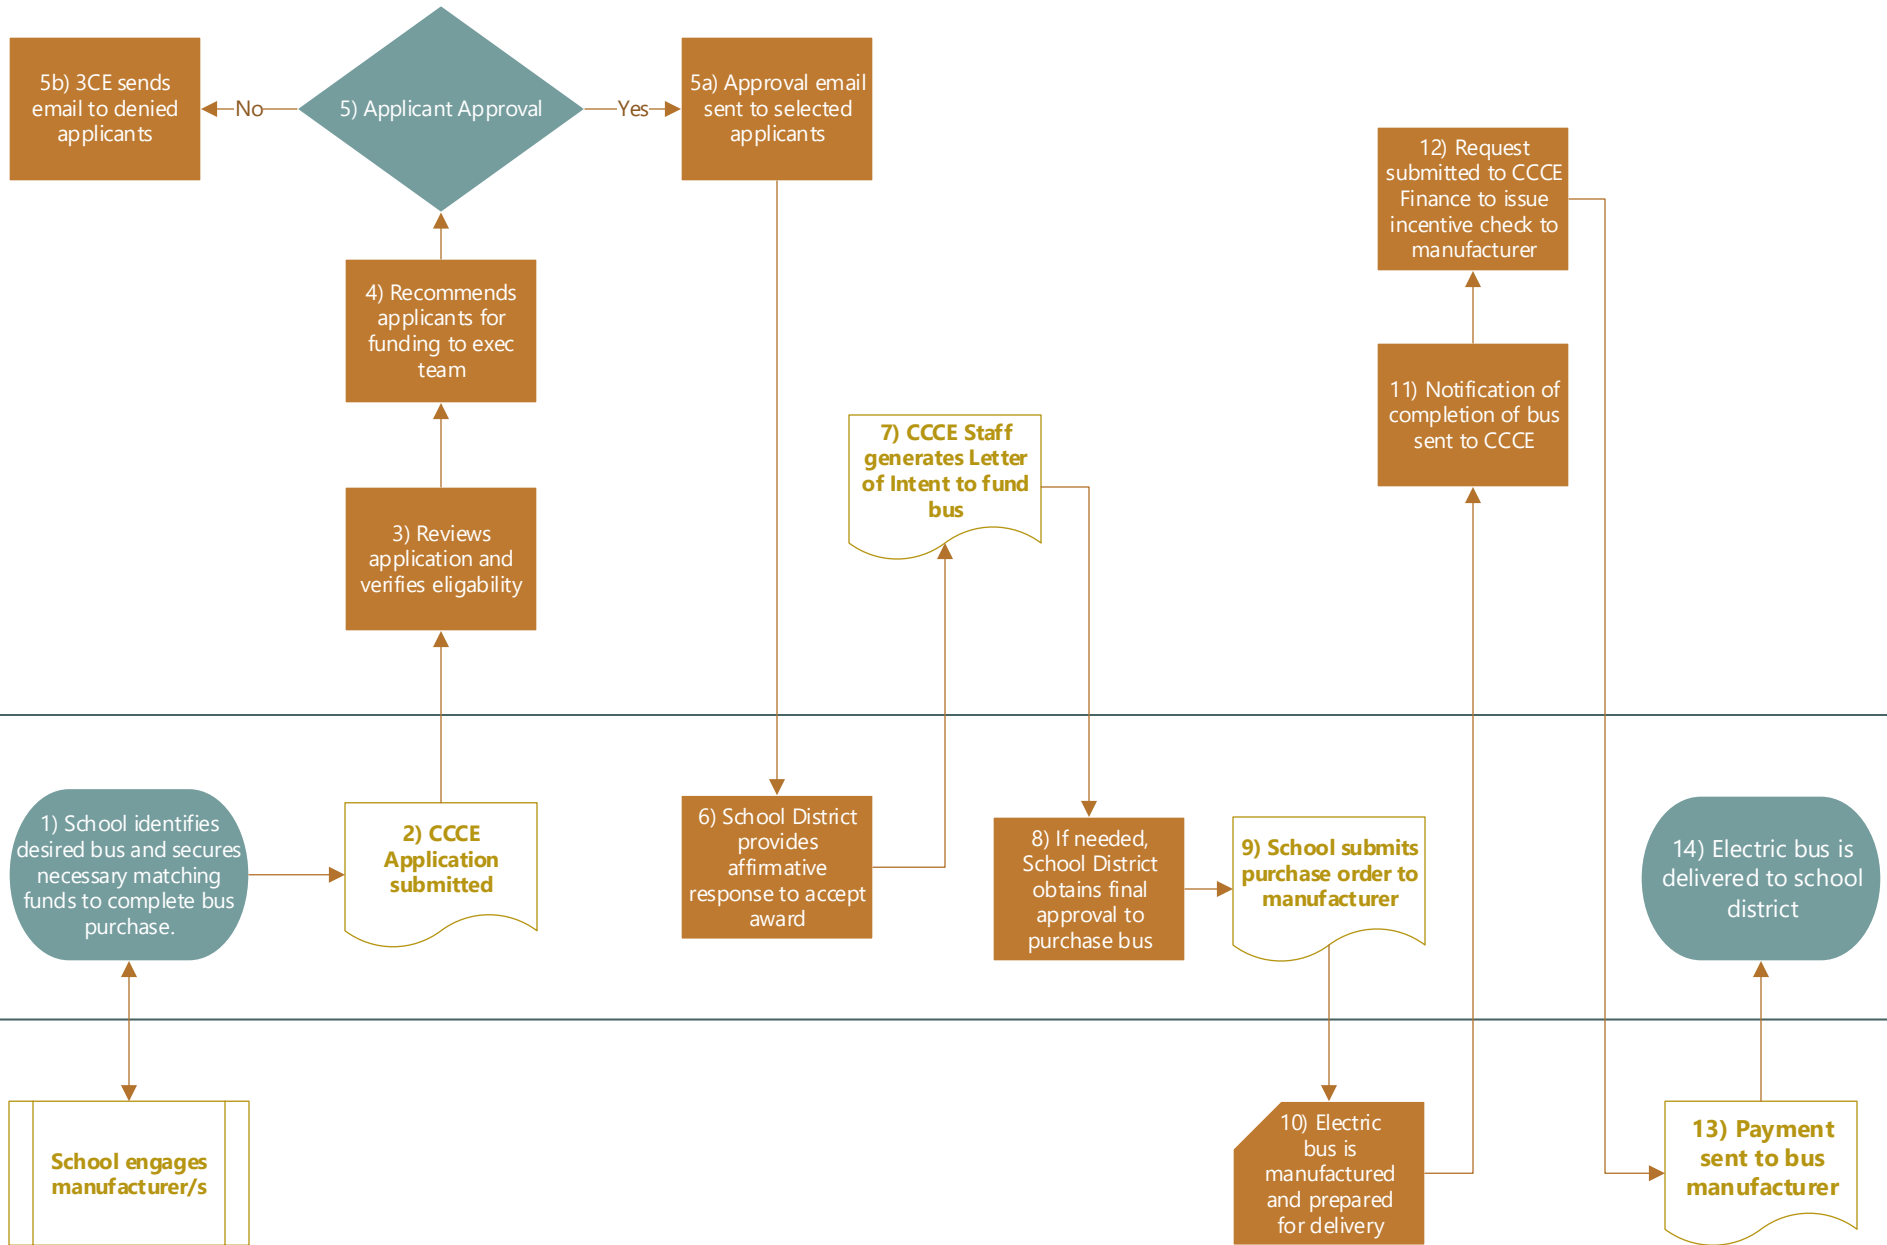 5b) 3CE sends
email to denied
applicants
No
5) Applicant Approval
Yes
5a) Approval email
sent to selected
applicants
4) Recommends
applicants for
funding to exec
team
3) Reviews
application and
verifies eligability
7) CCCE Staff
generates Letter
of Intent to fund
bus
12) Request
submitted to CCCE
Finance to issue
incentive check to
manufacturer
11) Notification of
completion of bus
sent to CCCE
1) School identifies
desired bus and secures
necessary matching
funds to complete bus
purchase.
2) CCCE
Application
submitted
6) School District
provides
affirmative
response to accept
award
8) If needed,
School District
obtains final
approval to
purchase bus
9) School submits
purchase order to
manufacturer
14) Electric bus is
delivered to school
district
School engages
manufacturer/s
10) Electric
bus is
manufactured
and prepared
for delivery
13) Payment
sent to bus
manufacturer